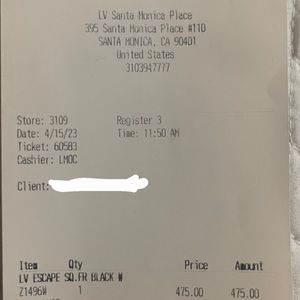 LV Santa Monica Place
395 Santa Monica Place #110
SANTA MONICA, CA 90401
United States
3103947777
Store: 3109 Register 3
Date: 4/15/23 Time: 11:50 AM
Ticket: 60583
Cashier: LMOC
Client:
Item Qty Price Amount
LV ESCAPE SQ.FR BLACK W
Z1496W 1 475.00 475.00